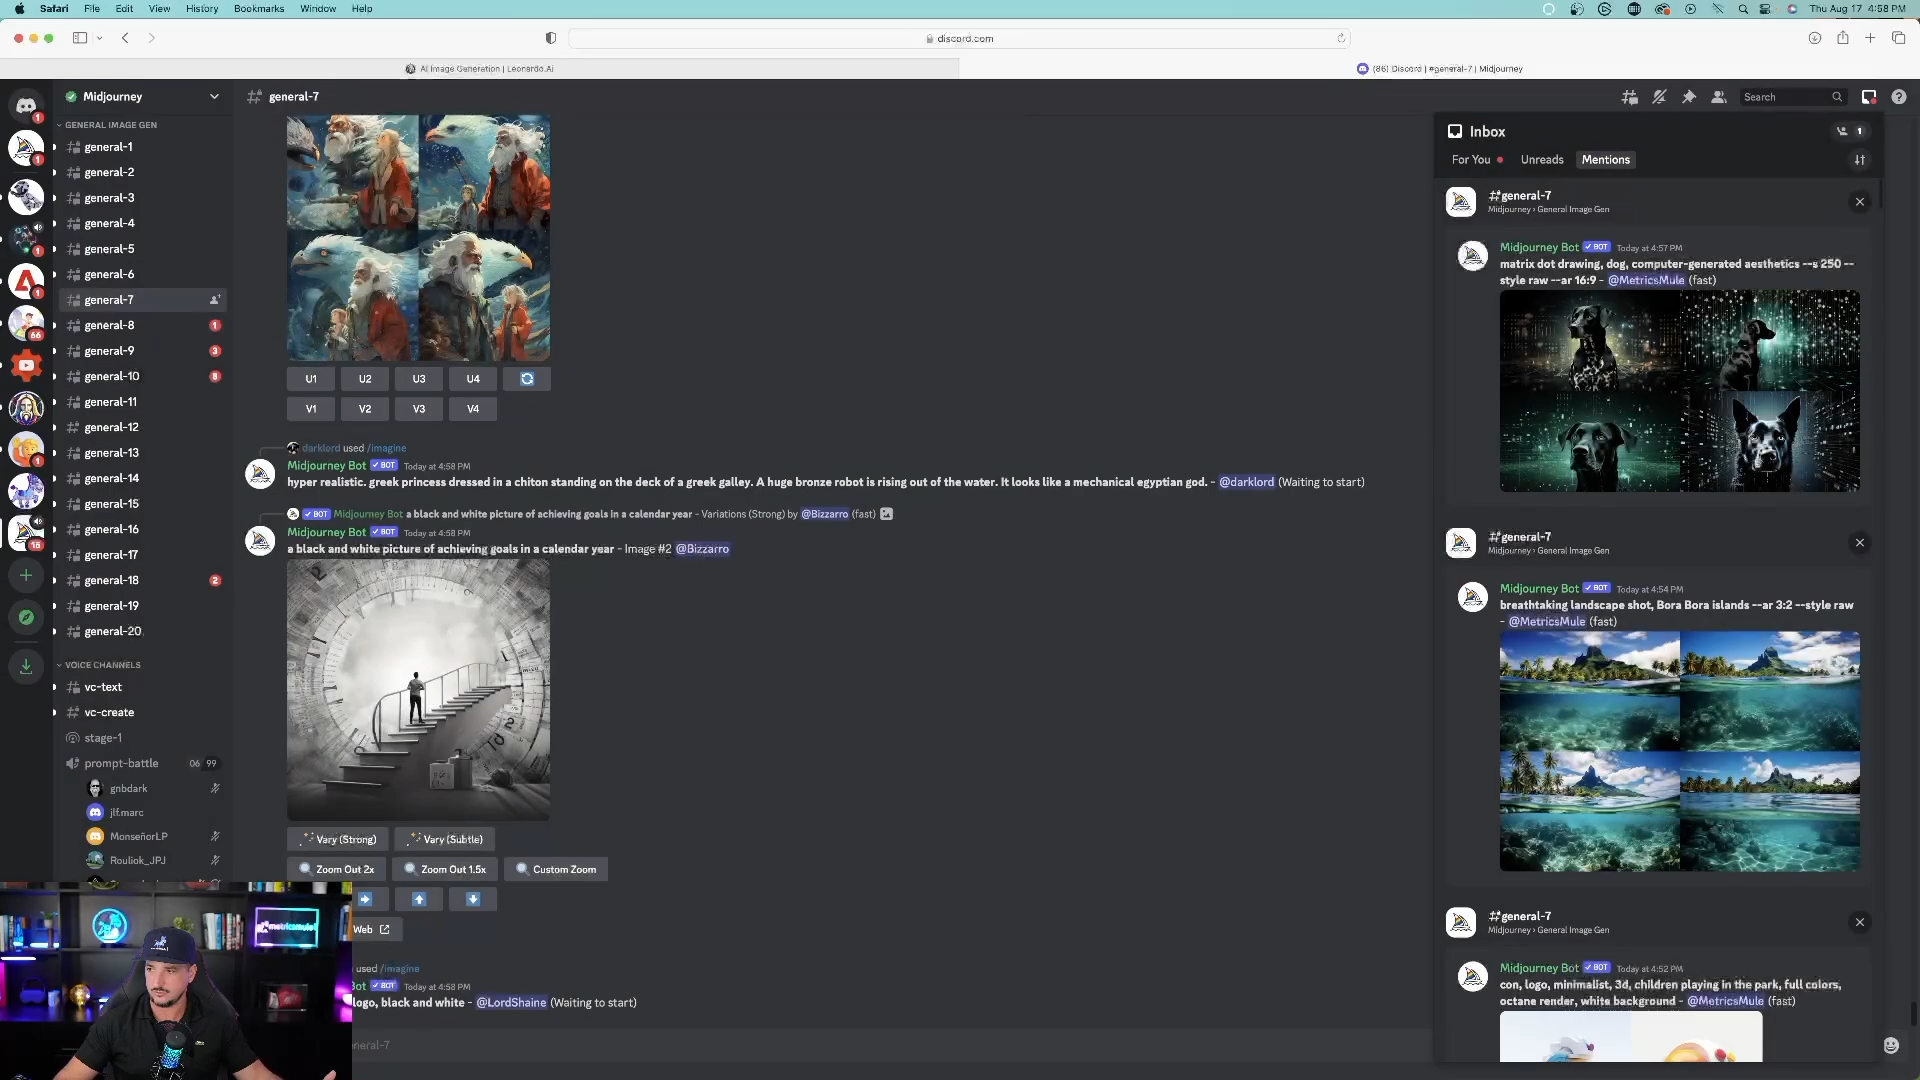 Safari File Edit View History Bookmarks Window Help
Thu Aug 17 4:58 PM
discord.com
AI Image Generation | Leonardo.Ai
(86) Discord | #general-7 | Midjourney
Midjourney
general-7
Search
GENERAL IMAGE GEN
general-1
general-2
general-3
general-4
general-5
general-6
general-7
general-8 1
general-9 3
general-10 8
general-11
general-12
general-13
general-14
general-15
general-16
general-17
general-18 2
general-19
general-20
VOICE CHANNELS
vc-text
vc-create
stage-1
prompt-battle 06 99
gnbdark
jlf.marc
MonseñorLP
Rouliok_JPJ
U1 U2 U3 U4
V1 V2 V3 V4
darklord used /imagine
Midjourney Bot ✓ BOT Today at 4:58 PM
hyper realistic. greek princess dressed in a chiton standing on the deck of a greek galley. A huge bronze robot is rising out of the water. It looks like a mechanical egyptian god. - @darklord (Waiting to start)
✓ BOT Midjourney Bot a black and white picture of achieving goals in a calendar year - Variations (Strong) by @Bizzarro (fast)
Midjourney Bot ✓ BOT Today at 4:58 PM
a black and white picture of achieving goals in a calendar year - Image #2 @Bizzarro
Vary (Strong) Vary (Subtle)
Zoom Out 2x Zoom Out 1.5x Custom Zoom
Web
used /imagine
Bot ✓ BOT Today at 4:58 PM
logo, black and white - @LordShaine (Waiting to start)
eneral-7
metricsmule
Inbox
1
For You Unreads Mentions
#general-7
Midjourney › General Image Gen
Midjourney Bot ✓ BOT Today at 4:57 PM
matrix dot drawing, dog, computer-generated aesthetics --s 250 --
style raw --ar 16:9 - @MetricsMule (fast)
#general-7
Midjourney › General Image Gen
Midjourney Bot ✓ BOT Today at 4:54 PM
breathtaking landscape shot, Bora Bora islands --ar 3:2 --style raw
- @MetricsMule (fast)
#general-7
Midjourney › General Image Gen
Midjourney Bot ✓ BOT Today at 4:52 PM
con, logo, minimalist, 3d, children playing in the park, full colors,
octane render, white background - @MetricsMule (fast)